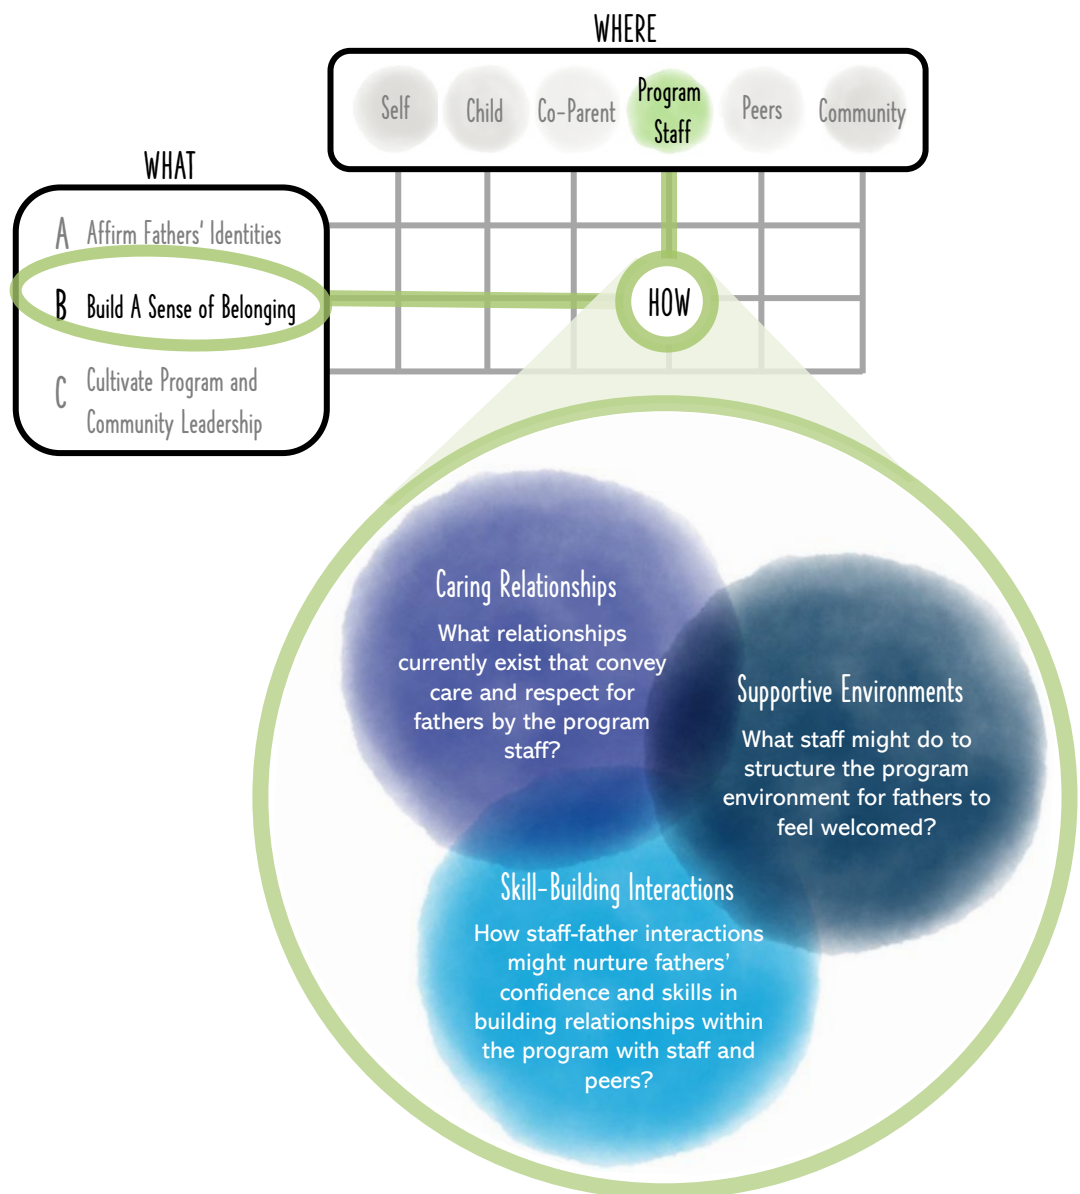 WHERE
Self
Child
Co-Parent
Program
Staff
Peers
Community
WHAT
A Affirm Fathers' Identities
B Build A Sense of Belonging
C Cultivate Program and
Community Leadership
HOW
Caring Relationships
What relationships
currently exist that convey
care and respect for
fathers by the program
staff?
Supportive Environments
What staff might do to
structure the program
environment for fathers to
feel welcomed?
Skill-Building Interactions
How staff-father interactions
might nurture fathers'
confidence and skills in
building relationships within
the program with staff and
peers?